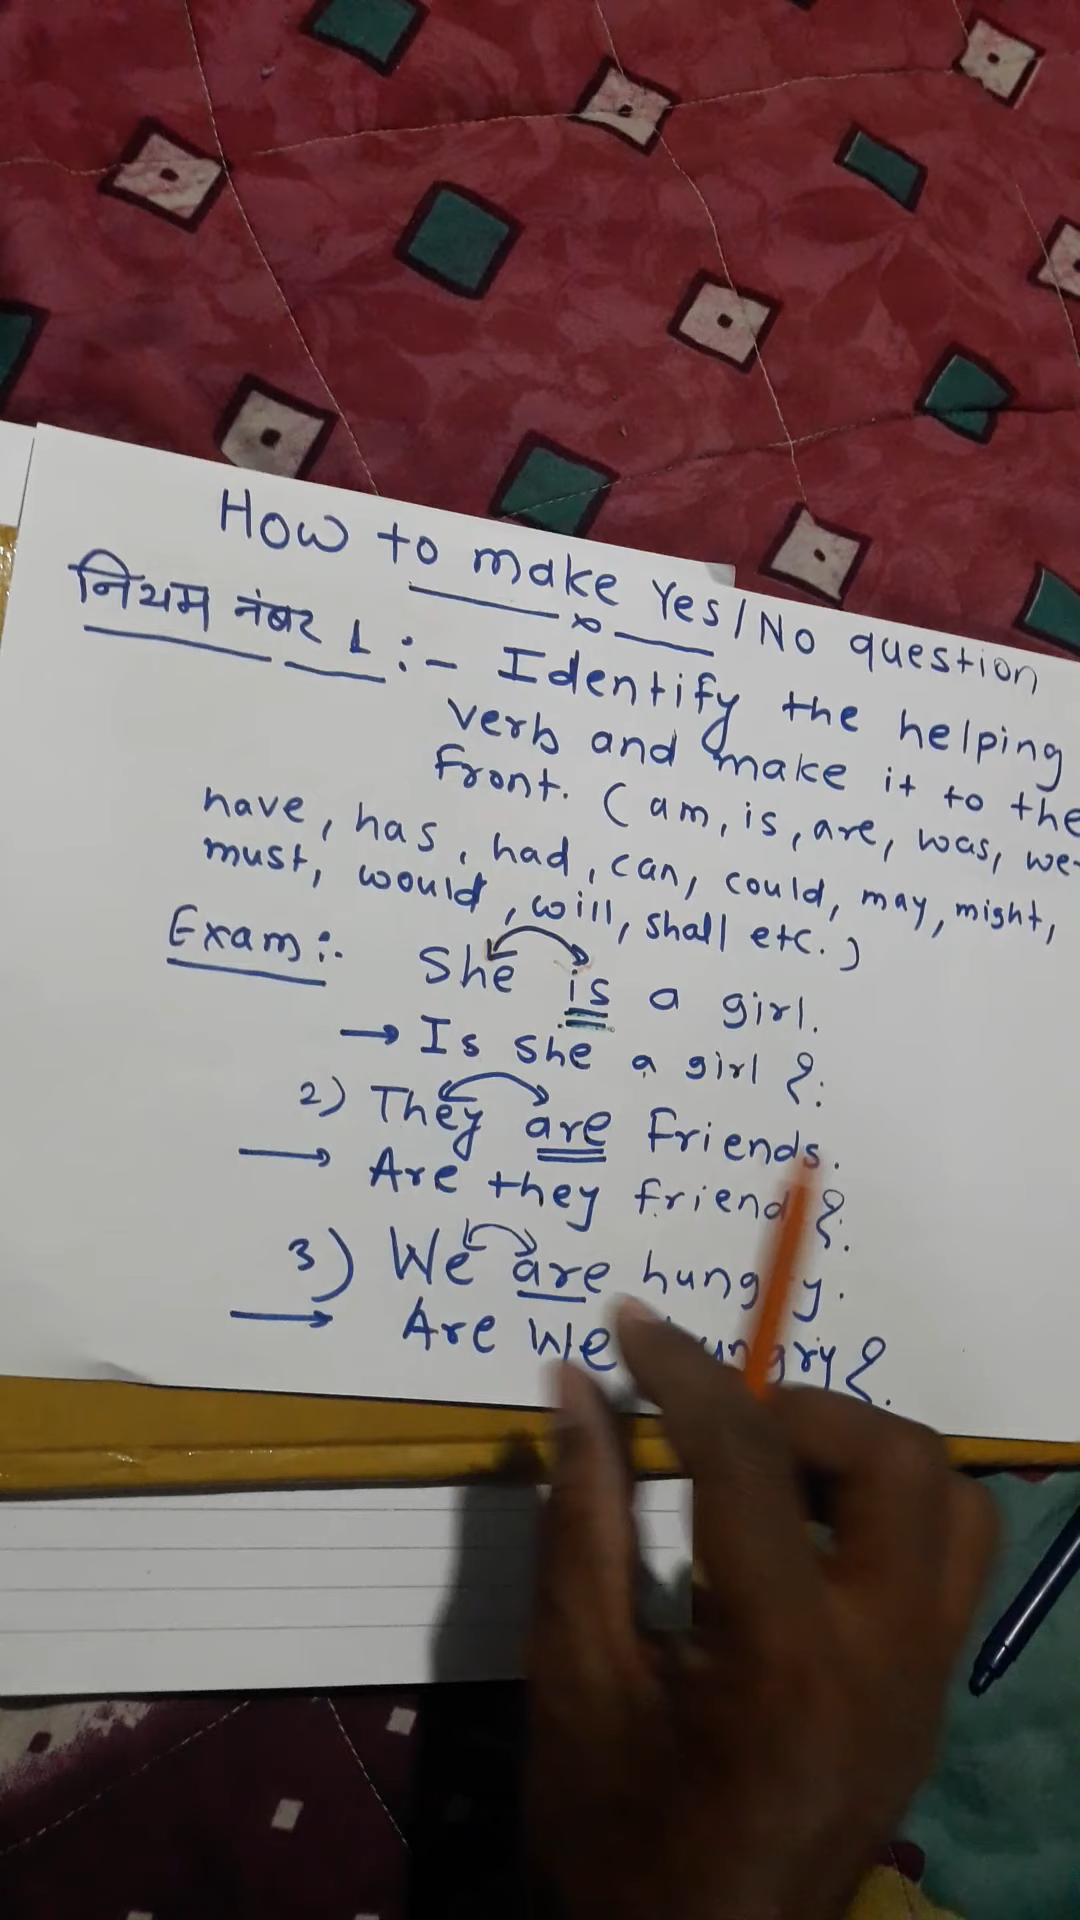 How to make Yes/No question
नियम नंबर 1 :- Identify the helping
verb and make it to the
front. (am, is, are, was, we-
have, has, had, can, could, may, might,
must, would, will, shall etc.)
Exam :- She is a girl.
→ Is she a girl ?
2) They are friends.
→ Are they friend ?
3) We are hungry.
→ Are We hungry ?